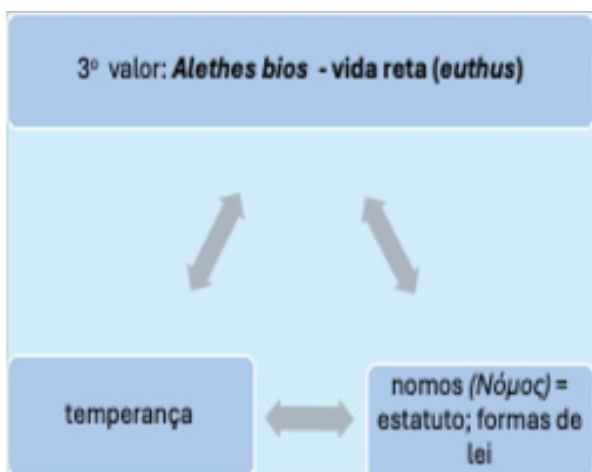 3º valor: Alethes bios - vida reta (euthus)
temperança
nomos (Νόμος) =
estatuto; formas de
lei